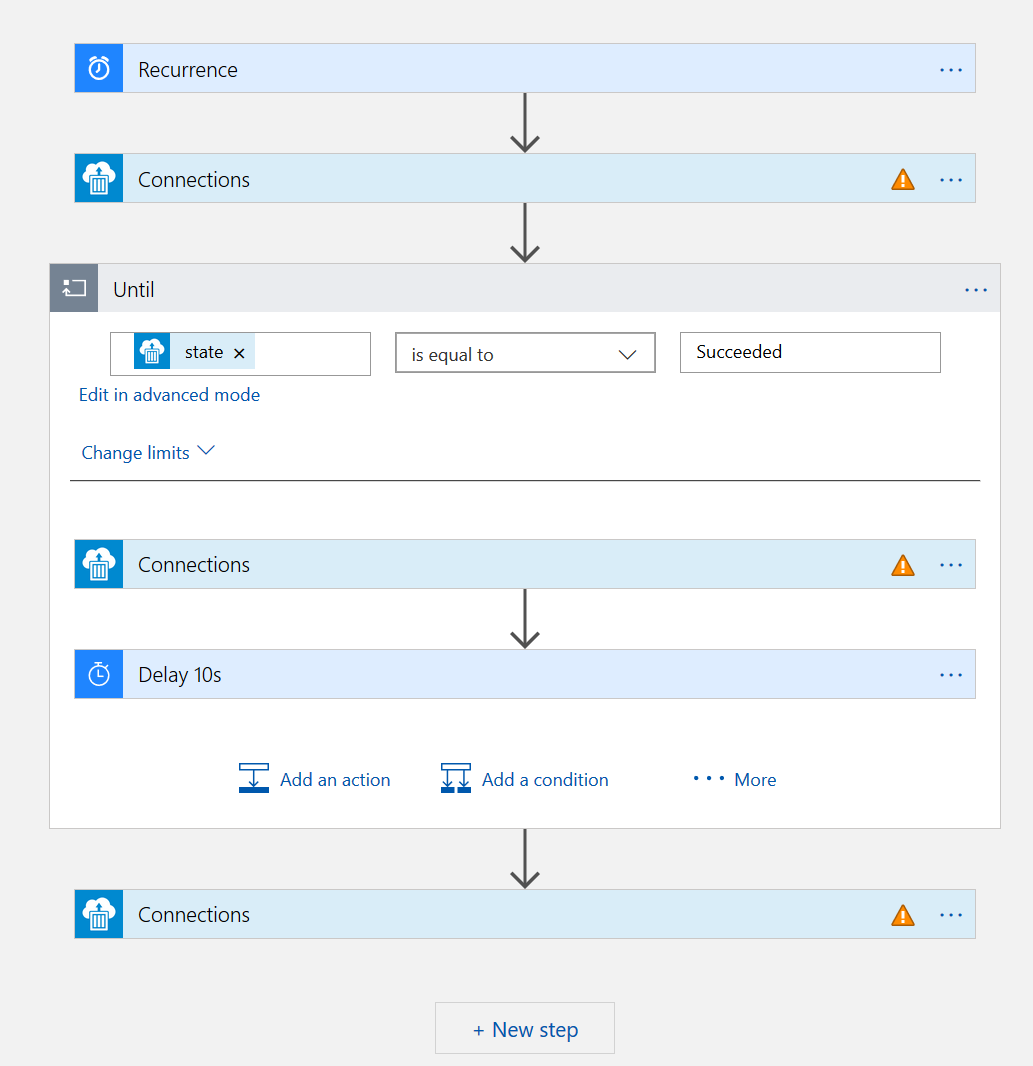 Recurrence
Connections
Until
state × is equal to Succeeded
Edit in advanced mode
Change limits
Connections
Delay 10s
Add an action Add a condition ··· More
Connections
+ New step